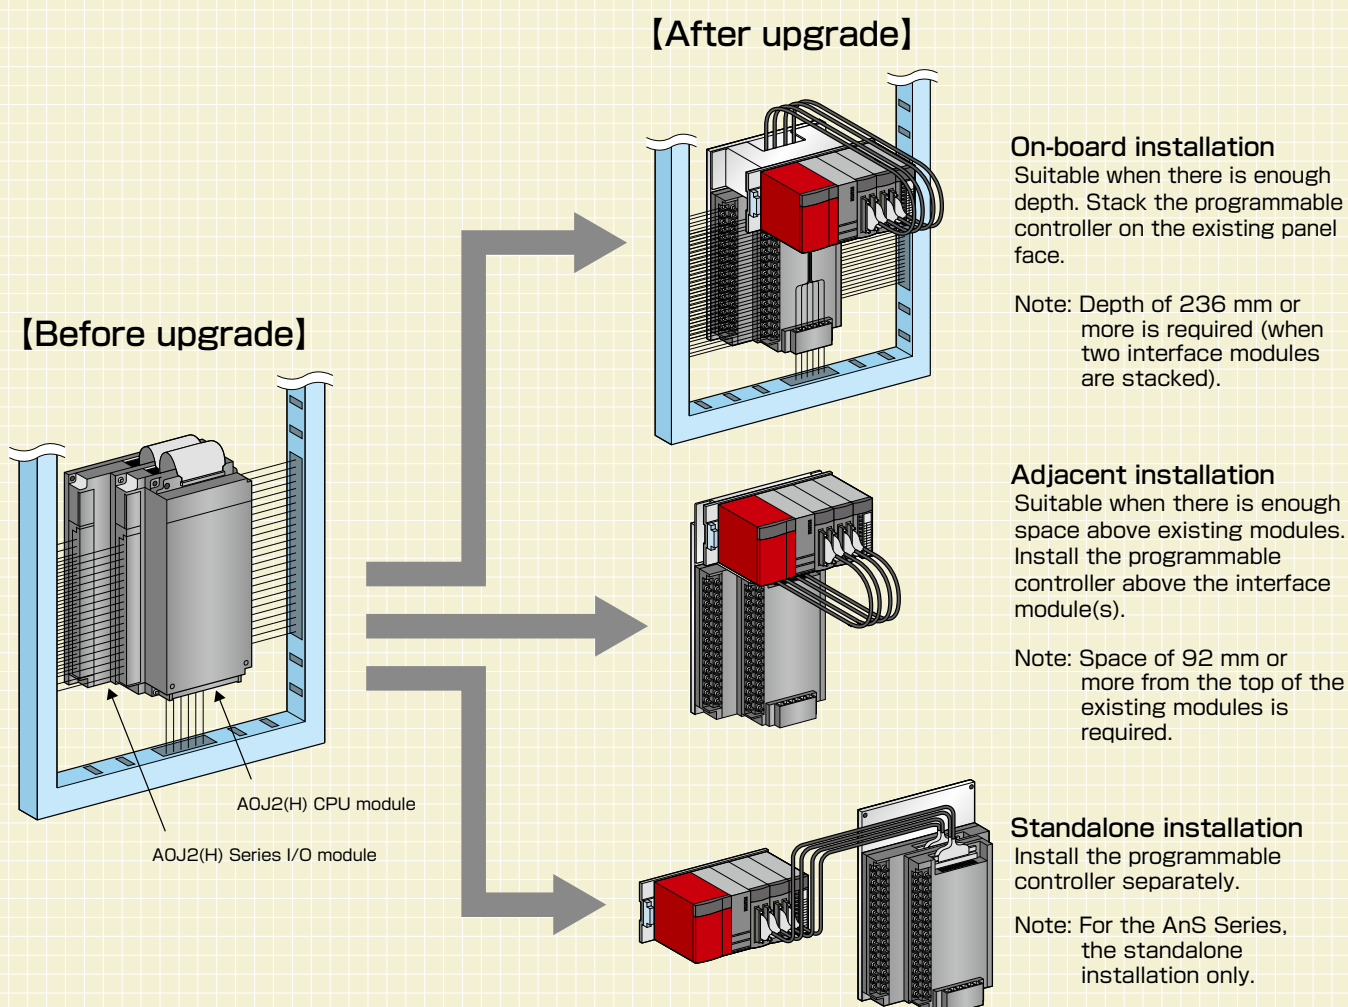 【After upgrade】
On-board installation
Suitable when there is enough
depth. Stack the programmable
controller on the existing panel
face.
Note: Depth of 236 mm or
more is required (when
two interface modules
are stacked).
【Before upgrade】
A0J2(H) CPU module
A0J2(H) Series I/O module
Adjacent installation
Suitable when there is enough
space above existing modules.
Install the programmable
controller above the interface
module(s).
Note: Space of 92 mm or
more from the top of the
existing modules is
required.
Standalone installation
Install the programmable
controller separately.
Note: For the AnS Series,
the standalone
installation only.